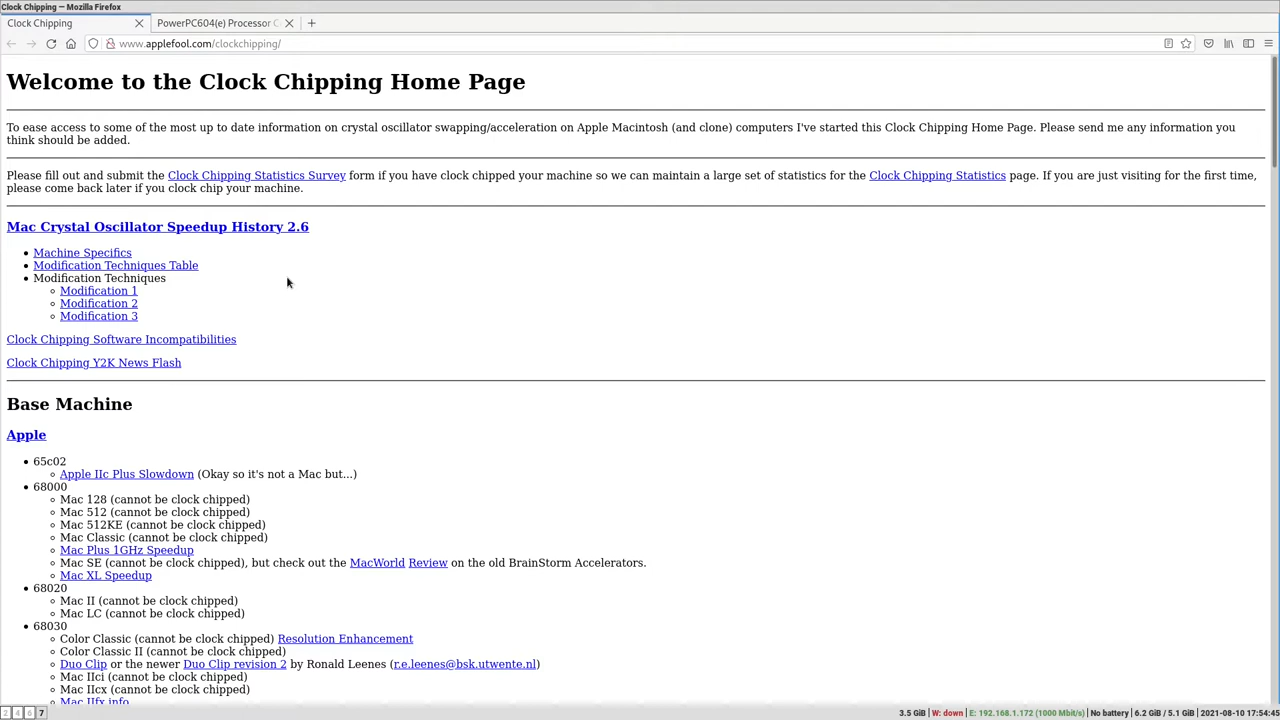 Clock Chipping — Mozilla Firefox
Clock Chipping
PowerPC604(e) Processor C
www.applefool.com/clockchipping/
Welcome to the Clock Chipping Home Page
To ease access to some of the most up to date information on crystal oscillator swapping/acceleration on Apple Macintosh (and clone) computers I've started this Clock Chipping Home Page. Please send me any information you
think should be added.
Please fill out and submit the Clock Chipping Statistics Survey form if you have clock chipped your machine so we can maintain a large set of statistics for the Clock Chipping Statistics page. If you are just visiting for the first time,
please come back later if you clock chip your machine.
Mac Crystal Oscillator Speedup History 2.6
Machine Specifics
Modification Techniques Table
Modification Techniques
Modification 1
Modification 2
Modification 3
Clock Chipping Software Incompatibilities
Clock Chipping Y2K News Flash
Base Machine
Apple
65c02
Apple IIc Plus Slowdown (Okay so it's not a Mac but...)
68000
Mac 128 (cannot be clock chipped)
Mac 512 (cannot be clock chipped)
Mac 512KE (cannot be clock chipped)
Mac Classic (cannot be clock chipped)
Mac Plus 1GHz Speedup
Mac SE (cannot be clock chipped), but check out the MacWorld Review on the old BrainStorm Accelerators.
Mac XL Speedup
68020
Mac II (cannot be clock chipped)
Mac LC (cannot be clock chipped)
68030
Color Classic (cannot be clock chipped) Resolution Enhancement
Color Classic II (cannot be clock chipped)
Duo Clip or the newer Duo Clip revision 2 by Ronald Leenes (r.e.leenes@bsk.utwente.nl)
Mac IIci (cannot be clock chipped)
Mac IIcx (cannot be clock chipped)
Mac IIfx info
2 4 6 7
3.5 GiB | W: down | E: 192.168.1.172 (1000 Mbit/s) | No battery | 6.2 GiB / 5.1 GiB | 2021-08-10 17:54:45